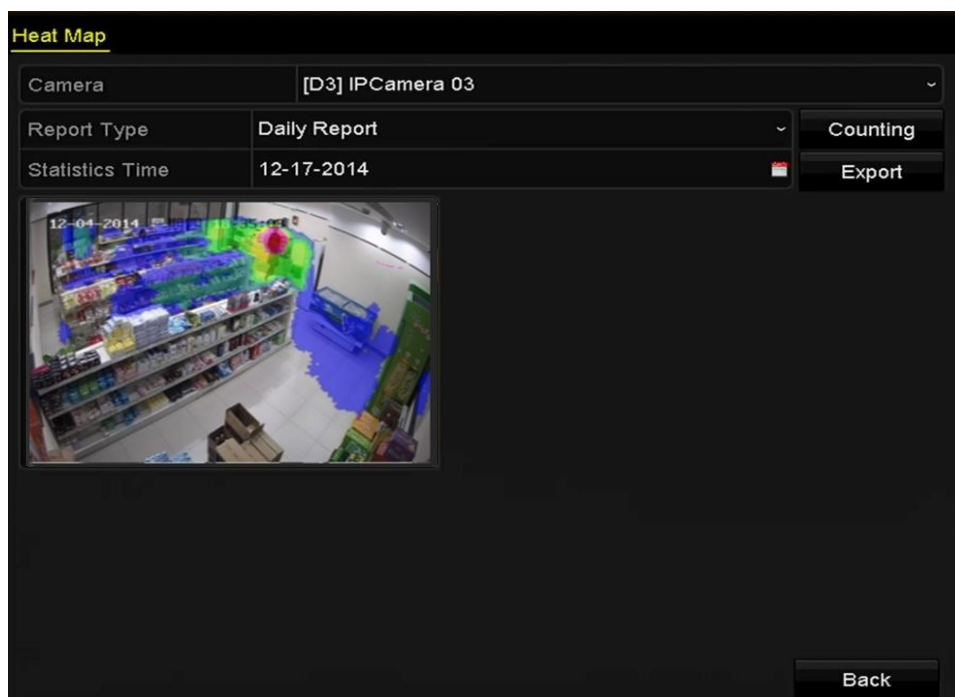 Heat Map
Camera [D3] IPCamera 03
Report Type Daily Report Counting
Statistics Time 12-17-2014 Export
12-04-2014
Back